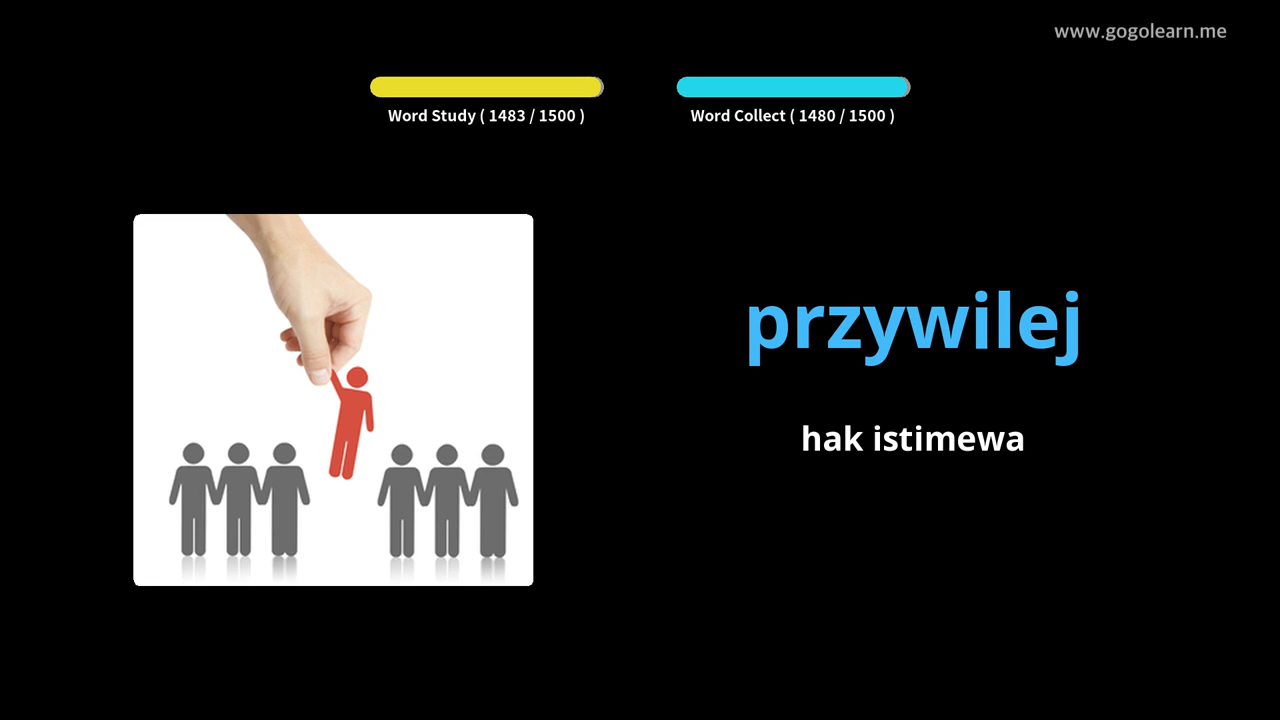 www.gogolearn.me
Word Study ( 1483 / 1500 )
Word Collect ( 1480 / 1500 )
przywilej
hak istimewa